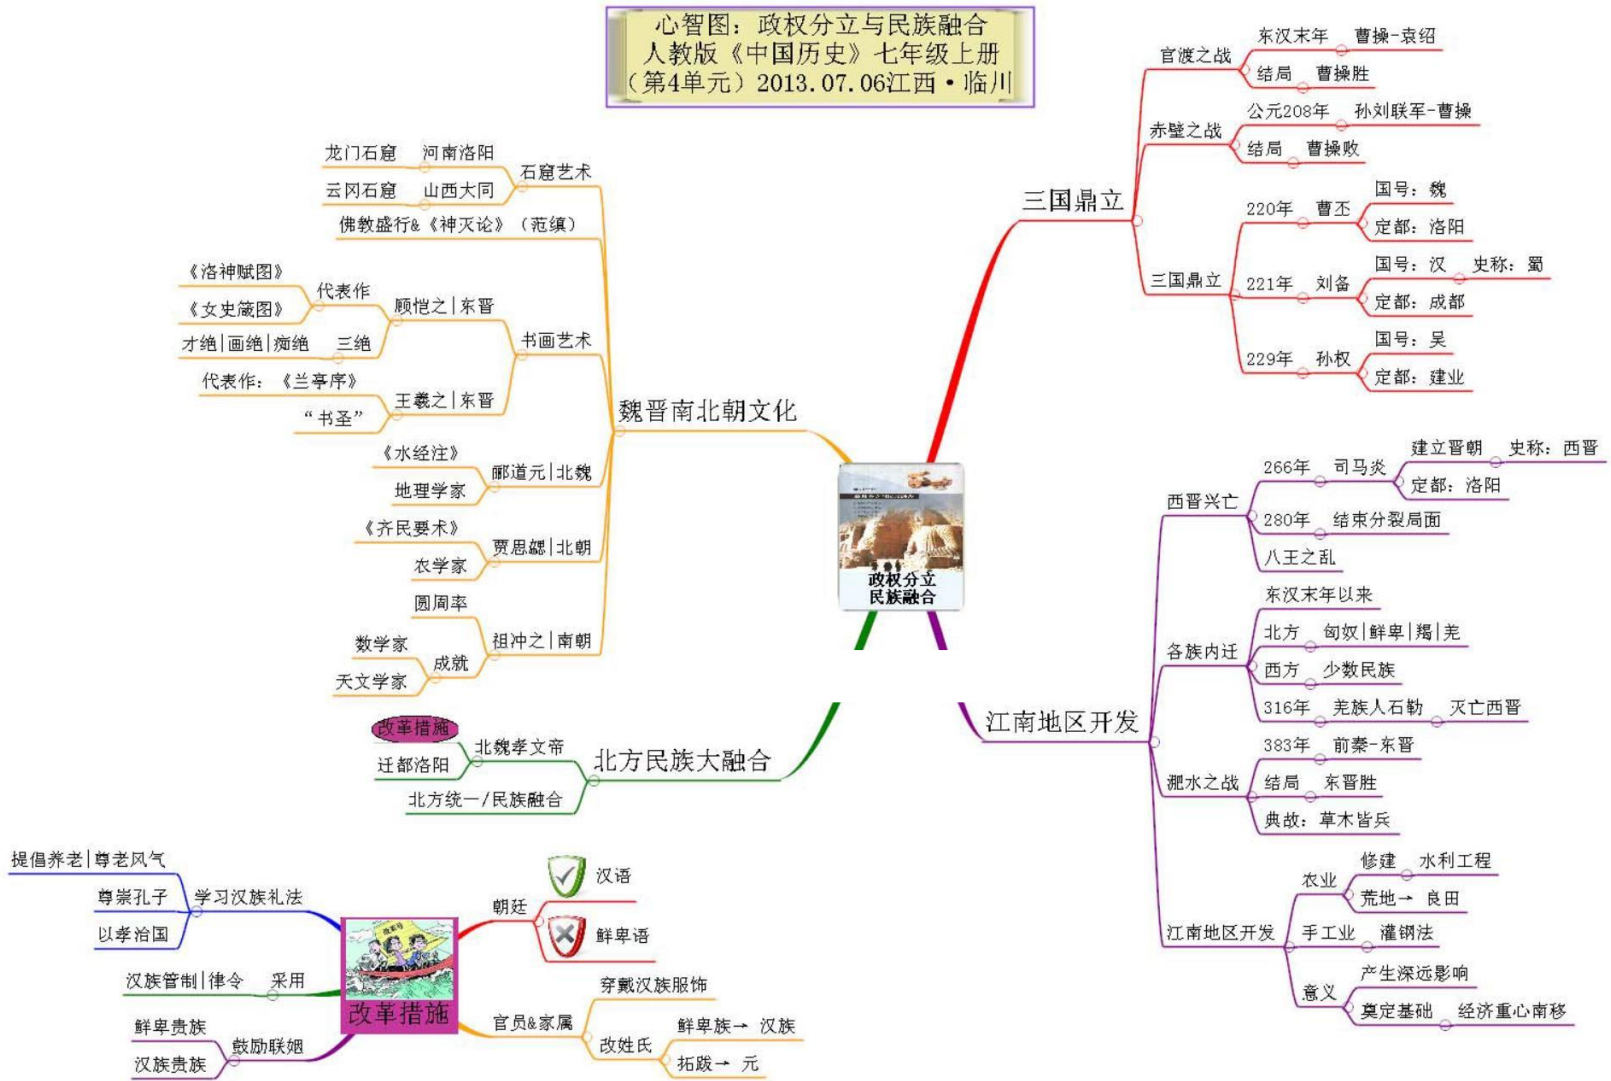 心智图：政权分立与民族融合
人教版《中国历史》七年级上册
（第4单元）2013.07.06江西·临川
三国鼎立
官渡之战
东汉末年 曹操-袁绍
结局 曹操胜
赤壁之战
公元208年 孙刘联军-曹操
结局 曹操败
三国鼎立
220年 曹丕
国号：魏
定都：洛阳
221年 刘备
国号：汉 史称：蜀
定都：成都
229年 孙权
国号：吴
定都：建业
政权分立
民族融合
江南地区开发
西晋兴亡
266年 司马炎
建立晋朝 史称：西晋
定都：洛阳
280年 结束分裂局面
八王之乱
各族内迁
东汉末年以来
北方 匈奴|鲜卑|羯|羌
西方 少数民族
316年 羌族人石勒 灭亡西晋
淝水之战
383年 前秦-东晋
结局 东晋胜
典故：草木皆兵
江南地区开发
农业
修建 水利工程
荒地→ 良田
手工业 灌钢法
意义
产生深远影响
奠定基础 经济重心南移
魏晋南北朝文化
石窟艺术
龙门石窟 河南洛阳
云冈石窟 山西大同
佛教盛行&《神灭论》（范缜）
书画艺术
顾恺之|东晋
代表作
《洛神赋图》
《女史箴图》
才绝|画绝|痴绝 三绝
王羲之|东晋
代表作：《兰亭序》
“书圣”
郦道元|北魏
《水经注》
地理学家
贾思勰|北朝
《齐民要术》
农学家
祖冲之|南朝
圆周率
成就
数学家
天文学家
北方民族大融合
北魏孝文帝
改革措施
迁都洛阳
北方统一/民族融合
改革措施
学习汉族礼法
提倡养老|尊老风气
尊崇孔子
以孝治国
汉族管制|律令 采用
鼓励联姻
鲜卑贵族
汉族贵族
朝廷
汉语
鲜卑语
官员&家属
穿戴汉族服饰
改姓氏
鲜卑族→ 汉族
拓跋→ 元